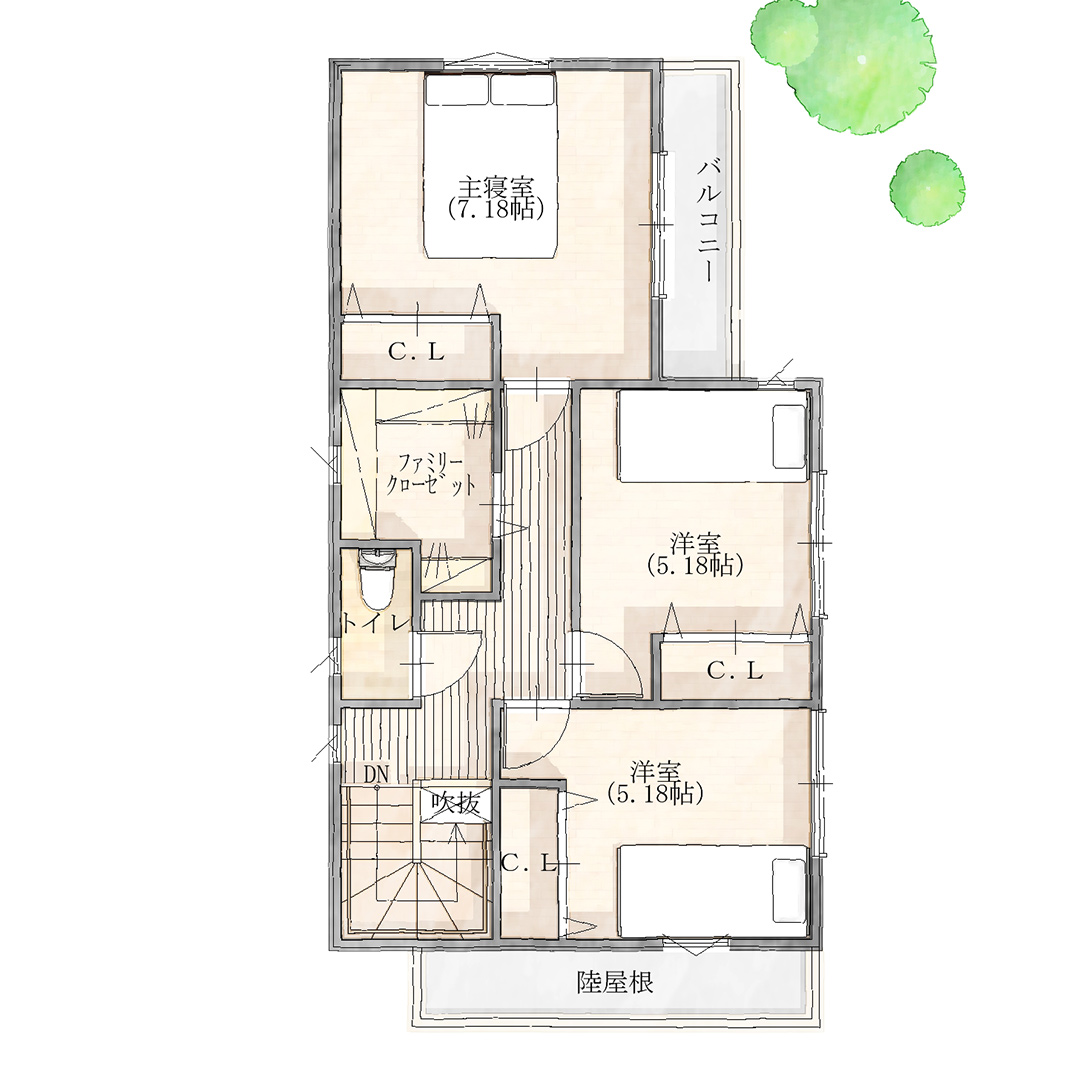 主寝室
(7.18帖)
バルコニー
C.L
ファミリー
クローゼット
洋室
(5.18帖)
トイレ
C.L
DN
吹抜
洋室
(5.18帖)
C.L
陸屋根